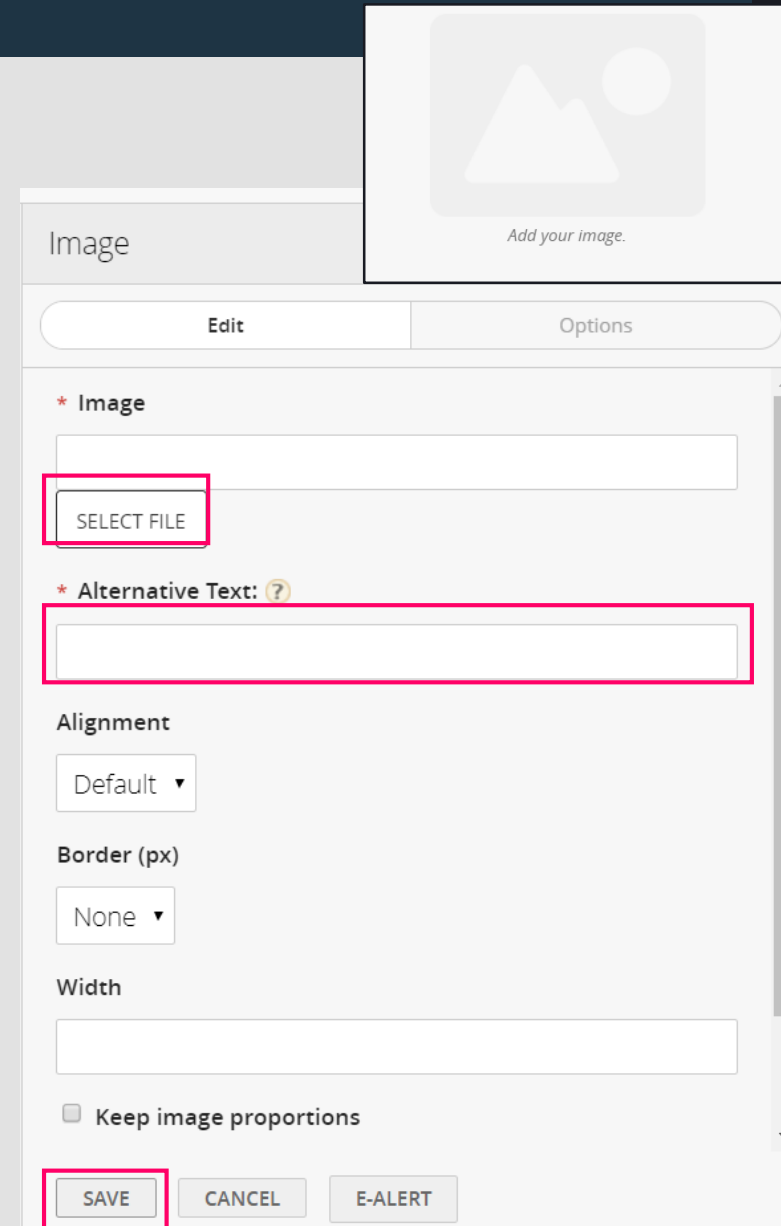 Add your image.
Image
Edit Options
* Image
SELECT FILE
* Alternative Text: ?
Alignment
Default
Border (px)
None
Width
Keep image proportions
SAVE CANCEL E-ALERT